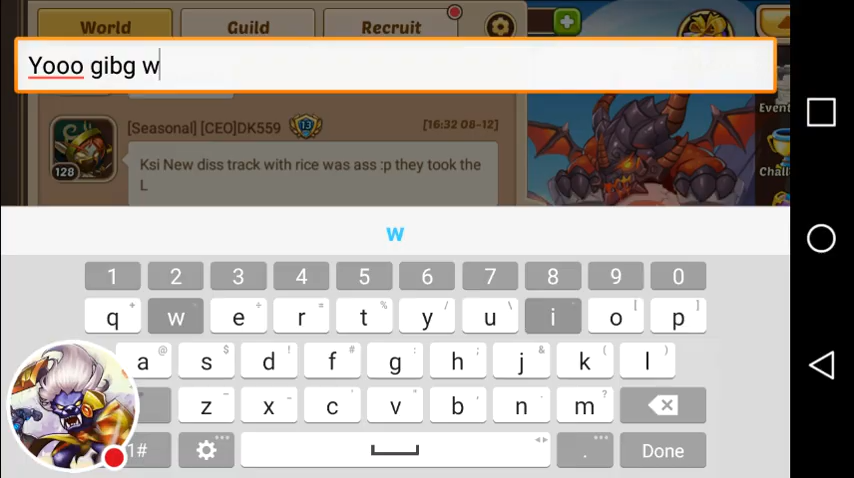 World Guild Recruit
Yooo gibg w
[Seasonal] [CEO]DK559 13 [16:32 08-12]
128
Ksi New diss track with rice was ass :p they took the
L
Event
Chall
w
1 2 3 4 5 6 7 8 9 0
q w e r t y u i o p
a s d f g h j k l
z x c v b n m
1# . Done